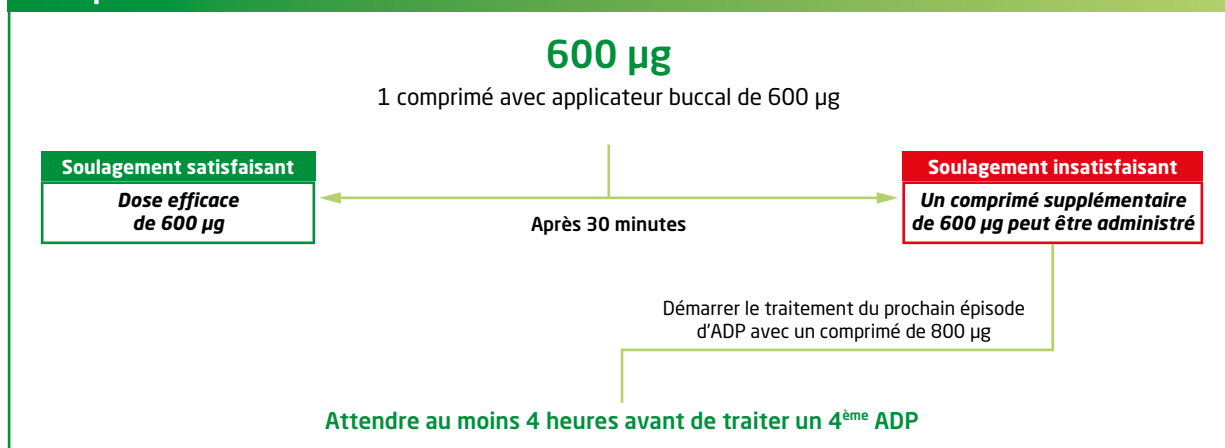 600 µg
1 comprimé avec applicateur buccal de 600 µg
Soulagement satisfaisant
Dose efficace
de 600 µg
Après 30 minutes
Soulagement insatisfaisant
Un comprimé supplémentaire
de 600 µg peut être administré
Démarrer le traitement du prochain épisode
d'ADP avec un comprimé de 800 µg
Attendre au moins 4 heures avant de traiter un 4ème ADP